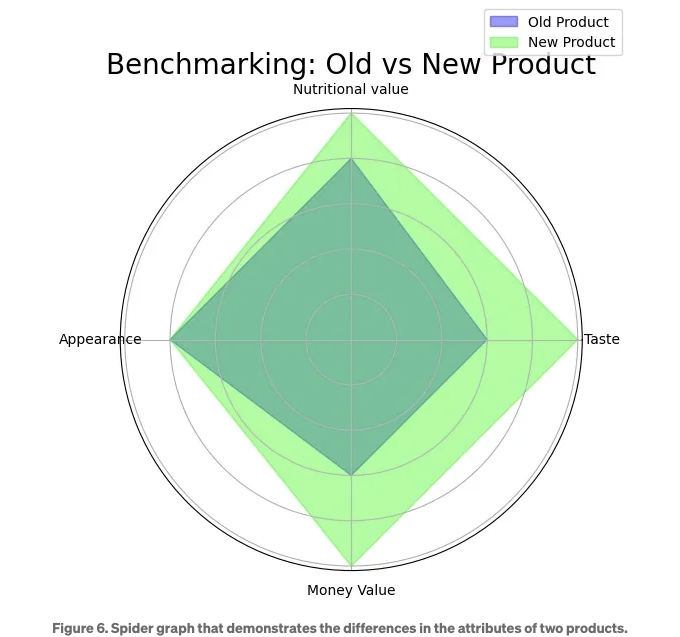 Old Product
New Product
Benchmarking: Old vs New Product
Nutritional value
Appearance
Taste
Money Value
Figure 6. Spider graph that demonstrates the differences in the attributes of two products.